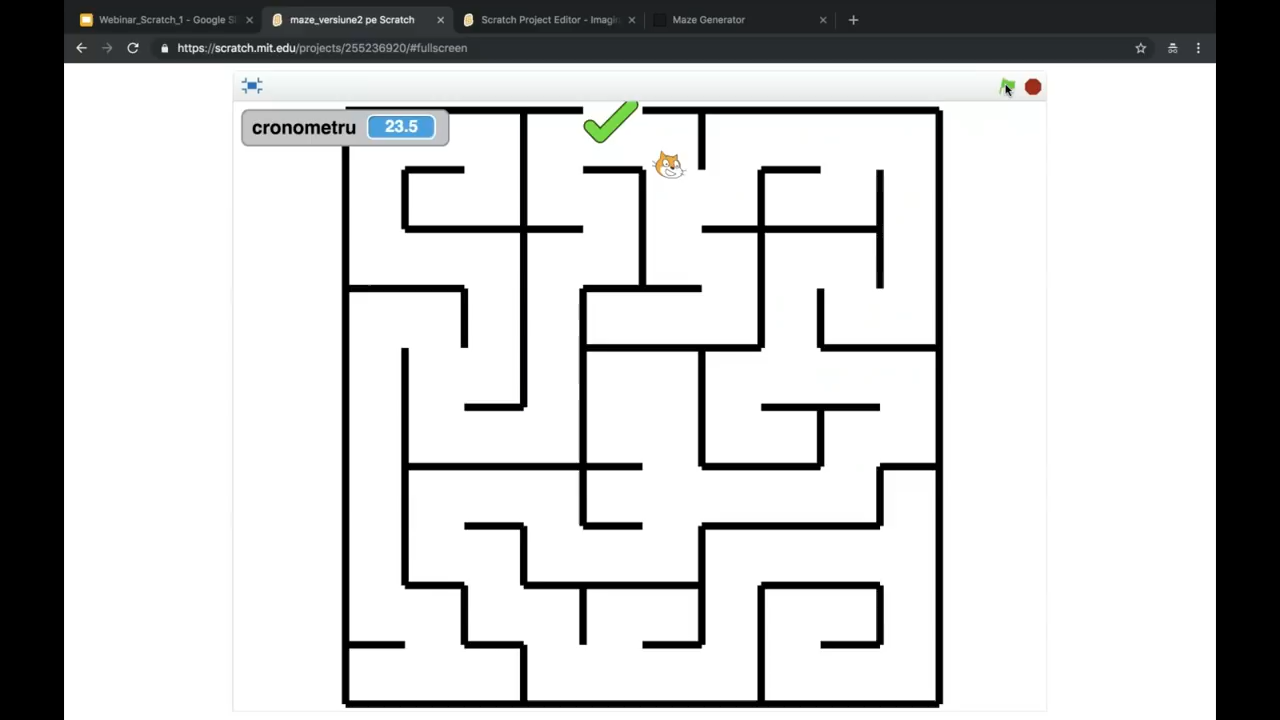 Webinar_Scratch_1 - Google Sl
maze_versiune2 pe Scratch
Scratch Project Editor - Imagin
Maze Generator
https://scratch.mit.edu/projects/255236920/#fullscreen
cronometru 23.5